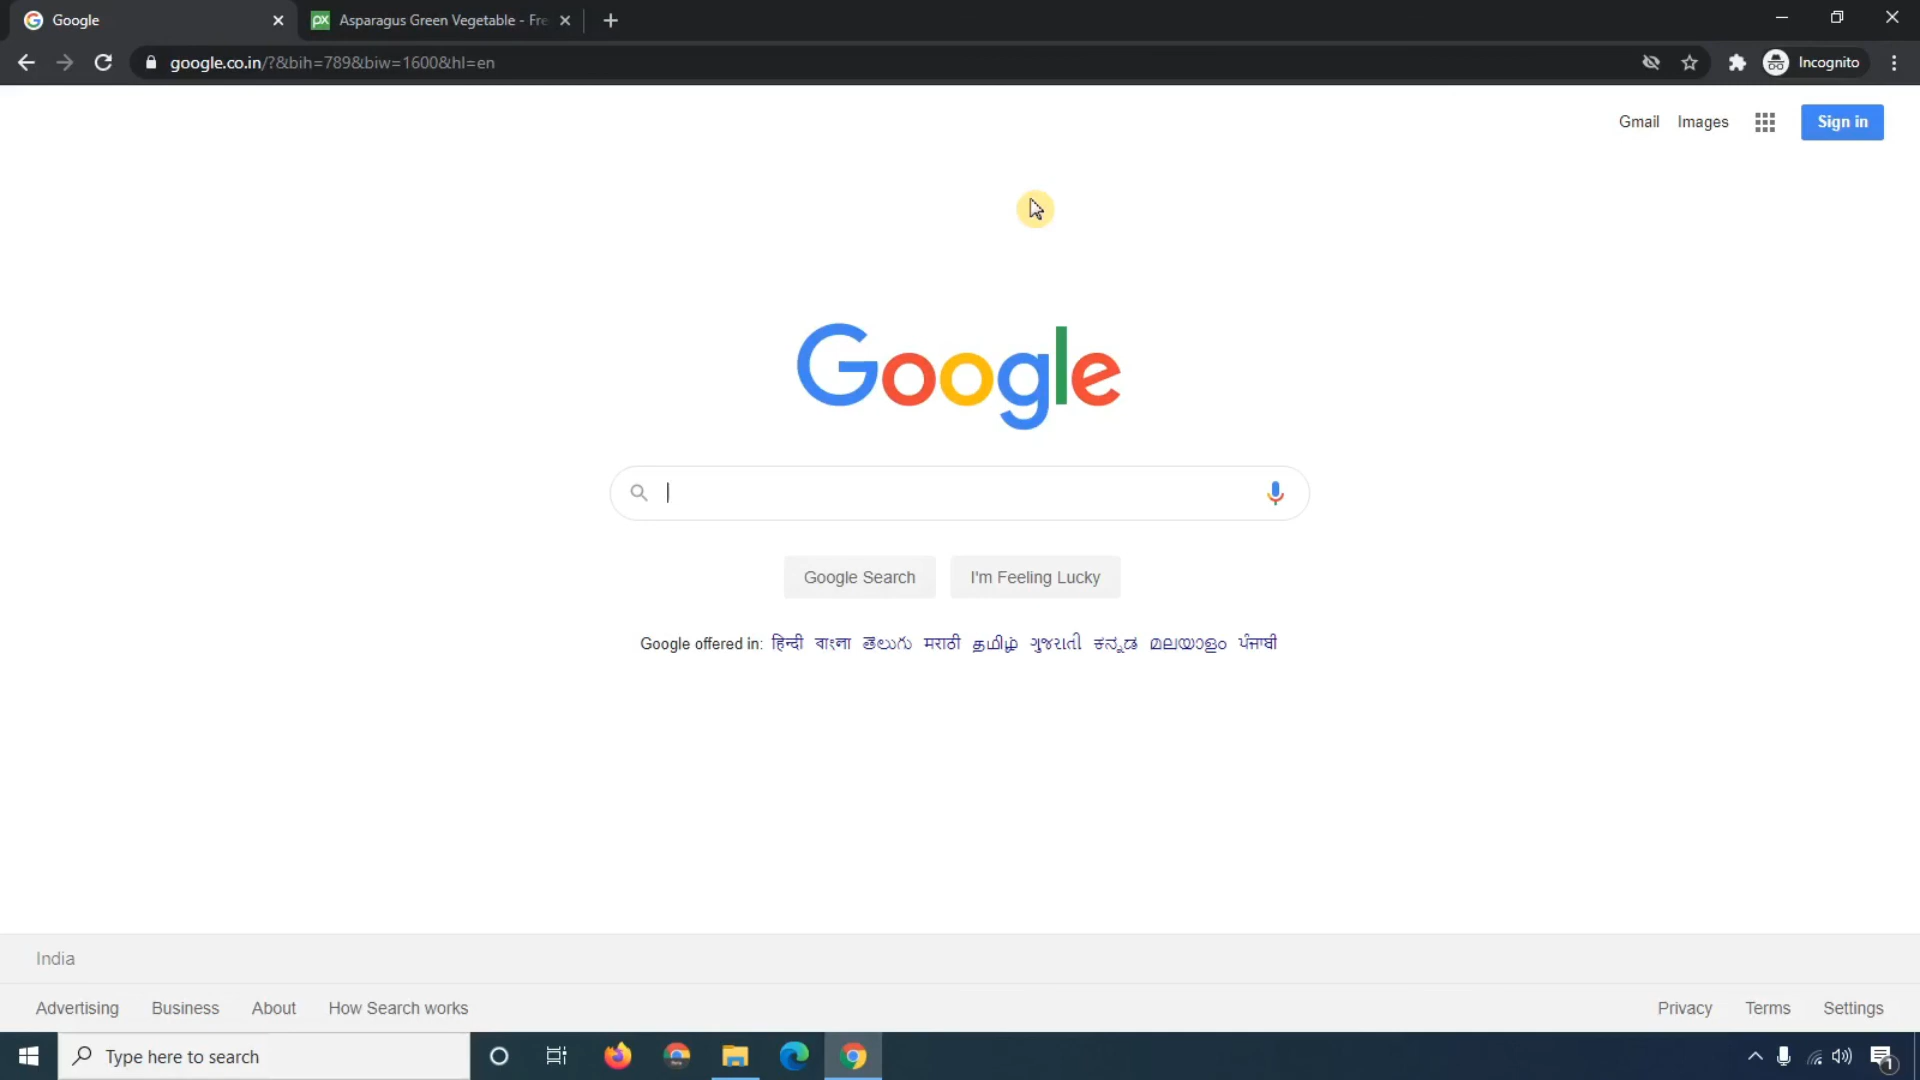 Google
Asparagus Green Vegetable - Fre
google.co.in/?&bih=789&biw=1600&hl=en
Incognito
Gmail Images Sign in
Google
Google Search I'm Feeling Lucky
Google offered in: हिन्दी বাংলা తెలుగు मराठी தமிழ் ગુજરાતી ಕನ್ನಡ മലയാളം ਪੰਜਾਬੀ
India
Advertising Business About How Search works Privacy Terms Settings
Type here to search
1